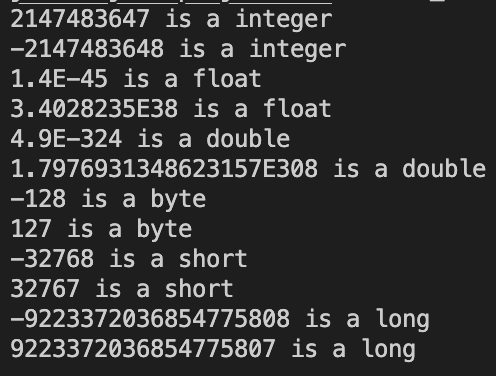 2147483647 is a integer
-2147483648 is a integer
1.4E-45 is a float
3.4028235E38 is a float
4.9E-324 is a double
1.7976931348623157E308 is a double
-128 is a byte
127 is a byte
-32768 is a short
32767 is a short
-9223372036854775808 is a long
9223372036854775807 is a long